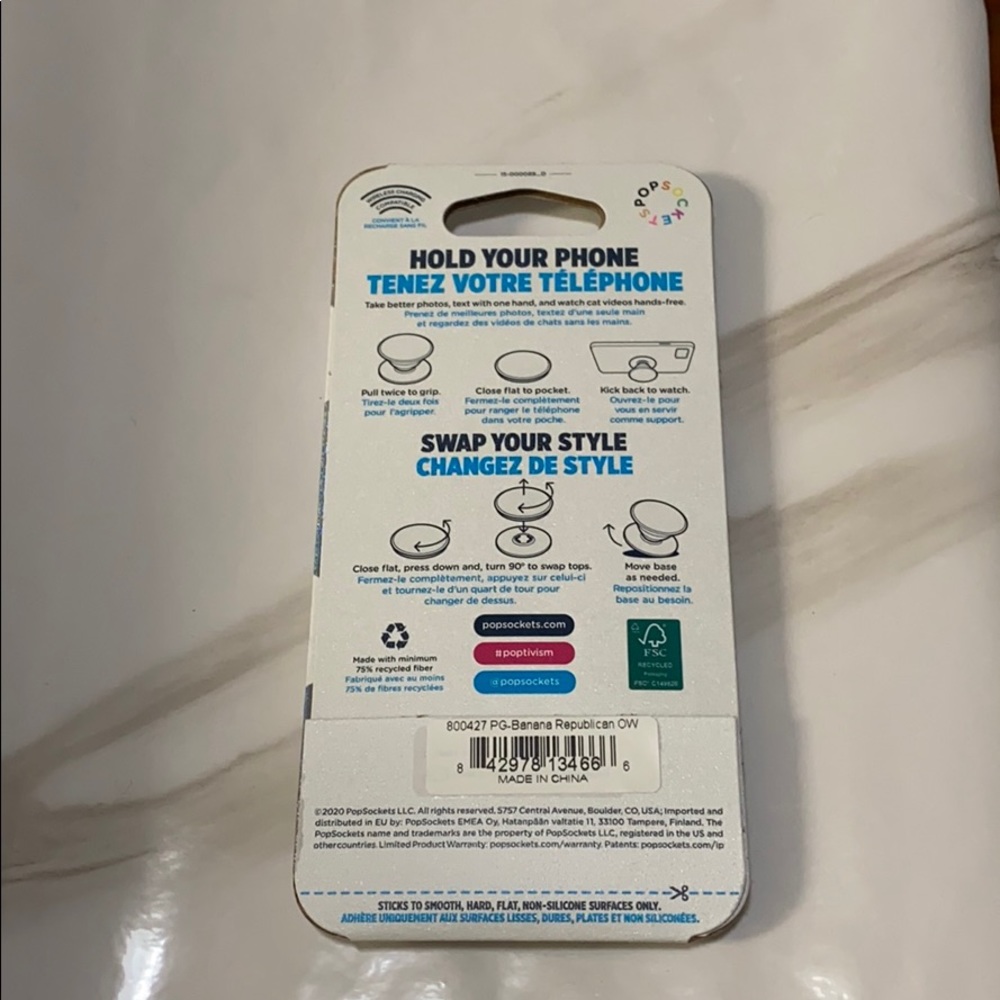 WIRELESS CHARGING
COMPATIBLE
CONVIENT À LA
RECHARGE SANS FIL
POPSOCKETS
HOLD YOUR PHONE
TENEZ VOTRE TÉLÉPHONE
Take better photos, text with one hand, and watch cat videos hands-free.
Prenez de meilleures photos, textez d'une seule main
et regardez des vidéos de chats sans les mains.
Pull twice to grip.
Tirez-le deux fois
pour l'agripper.
Close flat to pocket.
Fermez-le complètement
pour ranger le téléphone
dans votre poche.
Kick back to watch.
Ouvrez-le pour
vous en servir
comme support.
SWAP YOUR STYLE
CHANGEZ DE STYLE
Close flat, press down and, turn 90° to swap tops.
Fermez-le complètement, appuyez sur celui-ci
et tournez-le d'un quart de tour pour
changer de dessus.
Move base
as needed.
Repositionnez la
base au besoin.
Made with minimum
75% recycled fiber
Fabriqué avec au moins
75% de fibres recyclées
popsockets.com
#poptivism
@popsockets
FSC
RECYCLED
Packaging
800427 PG-Banana Republican OW
8 42978 13466 6
MADE IN CHINA
©2020 PopSockets LLC. All rights reserved. 5757 Central Avenue, Boulder, CO, USA; Imported and
distributed in EU by: PopSockets EMEA Oy, Hatanpään valtatie 11, 33100 Tampere, Finland. The
PopSockets name and trademarks are the property of PopSockets LLC, registered in the US and
other countries. Limited Product Warranty: popsockets.com/warranty. Patents: popsockets.com/ip
STICKS TO SMOOTH, HARD, FLAT, NON-SILICONE SURFACES ONLY.
ADHÈRE UNIQUEMENT AUX SURFACES LISSES, DURES, PLATES ET NON SILICONÉES.